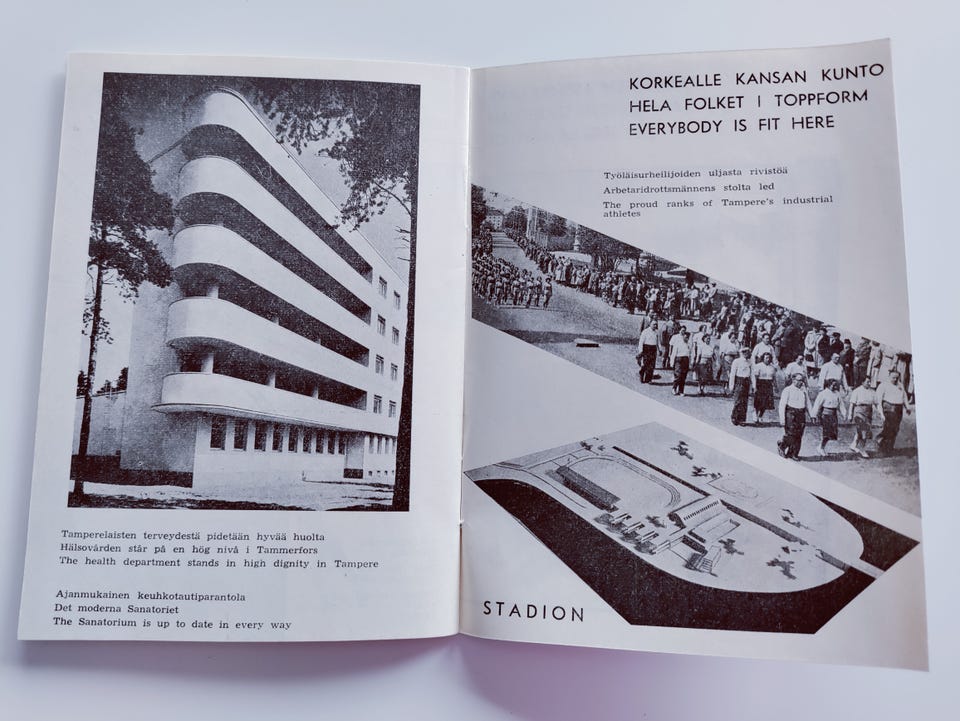 Tamperelaisten terveydestä pidetään hyvää huolta
Hälsovården står på en hög nivå i Tammerfors
The health department stands in high dignity in Tampere
Ajanmukainen keuhkotautiparantola
Det moderna Sanatoriet
The Sanatorium is up to date in every way
KORKEALLE KANSAN KUNTO
HELA FOLKET I TOPPFORM
EVERYBODY IS FIT HERE
Työläisurheilijoiden uljasta rivistöä
Arbetaridrottsmännens stolta led
The proud ranks of Tampere's industrial
athletes
STADION